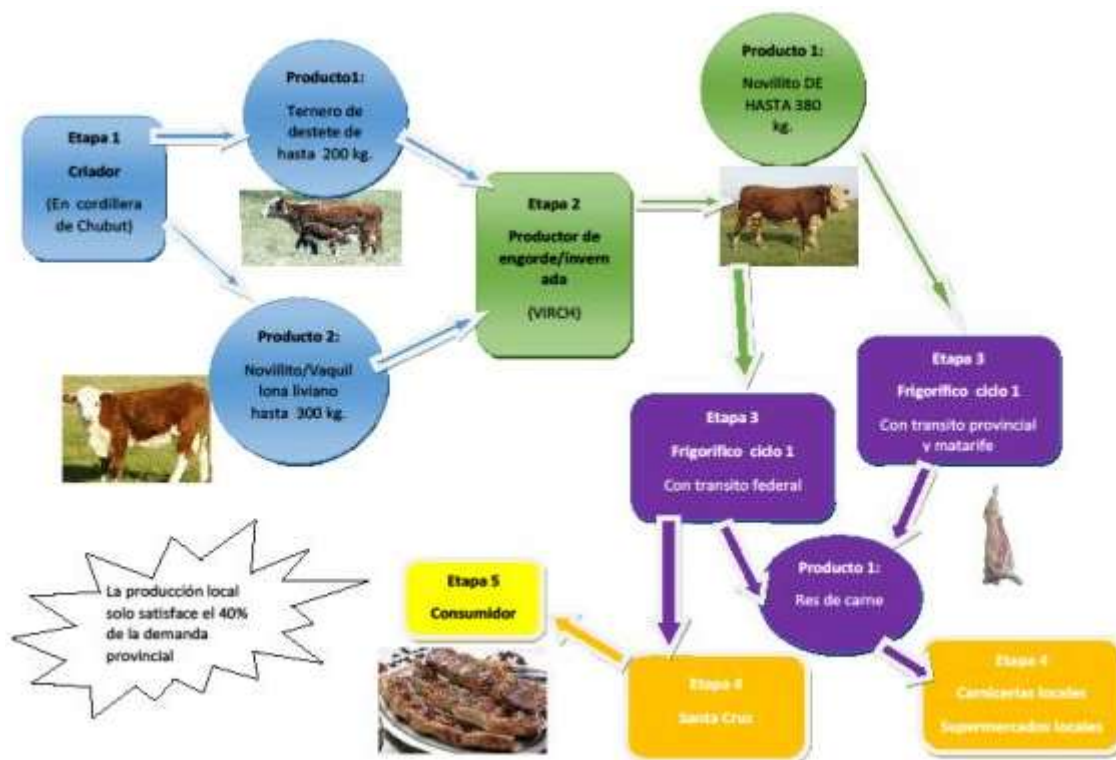 Etapa 1
Criador
(En cordillera
de Chubut)
Producto1:
Ternero de
destete de
hasta 200 kg.
Producto 2:
Novillito/Vaquil
lona liviano
hasta 300 kg.
Etapa 2
Productor de
engorde/invern
ada
(VIRCH)
Producto 1:
Novillito DE
HASTA 380
kg.
Etapa 3
Frigorífico ciclo 1
Con transito federal
Etapa 3
Frigorífico ciclo 1
Con transito provincial
y matarife
Producto 1:
Res de carne
Etapa 4
Carnicerías locales
Supermercados locales
Etapa 4
Santa Cruz
Etapa 5
Consumidor
La producción local
solo satisface el 40%
de la demanda
provincial